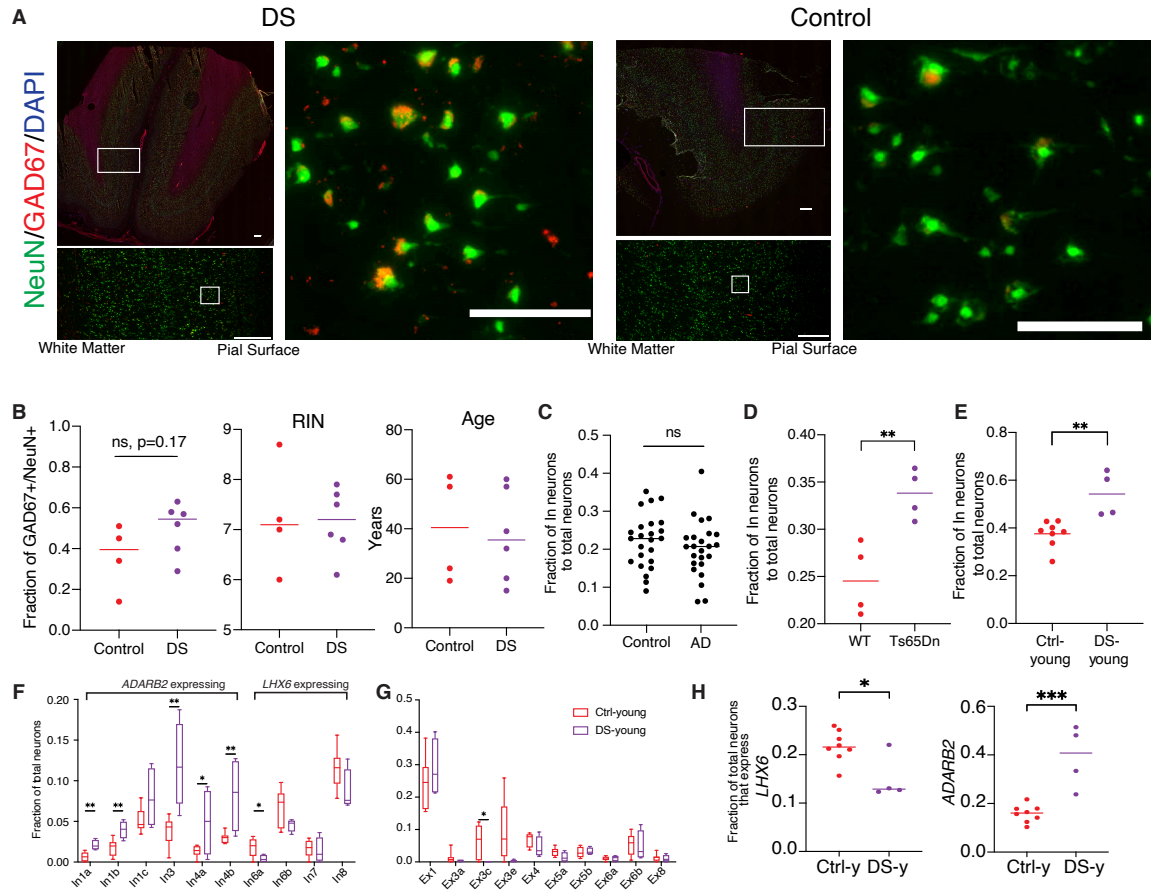 A
DS
Control
NeuN/GAD67/DAPI
White Matter
Pial Surface
White Matter
Pial Surface
B
Fraction of GAD67+/NeuN+
1.0
0.8
0.6
0.4
0.2
0.0
ns, p=0.17
Control
DS
RIN
9
8
7
6
5
Control
DS
Age
Years
80
60
40
20
0
Control
DS
C
Fraction of In neurons
to total neurons
0.5
0.4
0.3
0.2
0.1
0.0
ns
Control
AD
D
Fraction of In neurons
to total neurons
0.40
0.35
0.30
0.25
0.20
**
WT
Ts65Dn
E
Fraction of In neurons
to total neurons
0.8
0.6
0.4
0.2
0.0
**
Ctrl-
young
DS-
young
F
ADARB2 expressing
LHX6 expressing
Fraction of total neurons
0.20
0.15
0.10
0.05
0.00
**
**
**
*
**
*
In1a
In1b
In1c
In3
In4a
In4b
In6a
In6b
In7
In8
G
0.5
0.4
0.3
0.2
0.1
0.0
*
Ctrl-young
DS-young
Ex1
Ex3a
Ex3c
Ex3e
Ex4
Ex5a
Ex5b
Ex6a
Ex6b
Ex8
H
Fraction of total neurons
that express
LHX6
0.3
0.2
0.1
0.0
*
Ctrl-y
DS-y
ADARB2
0.6
0.4
0.2
0.0
***
Ctrl-y
DS-y